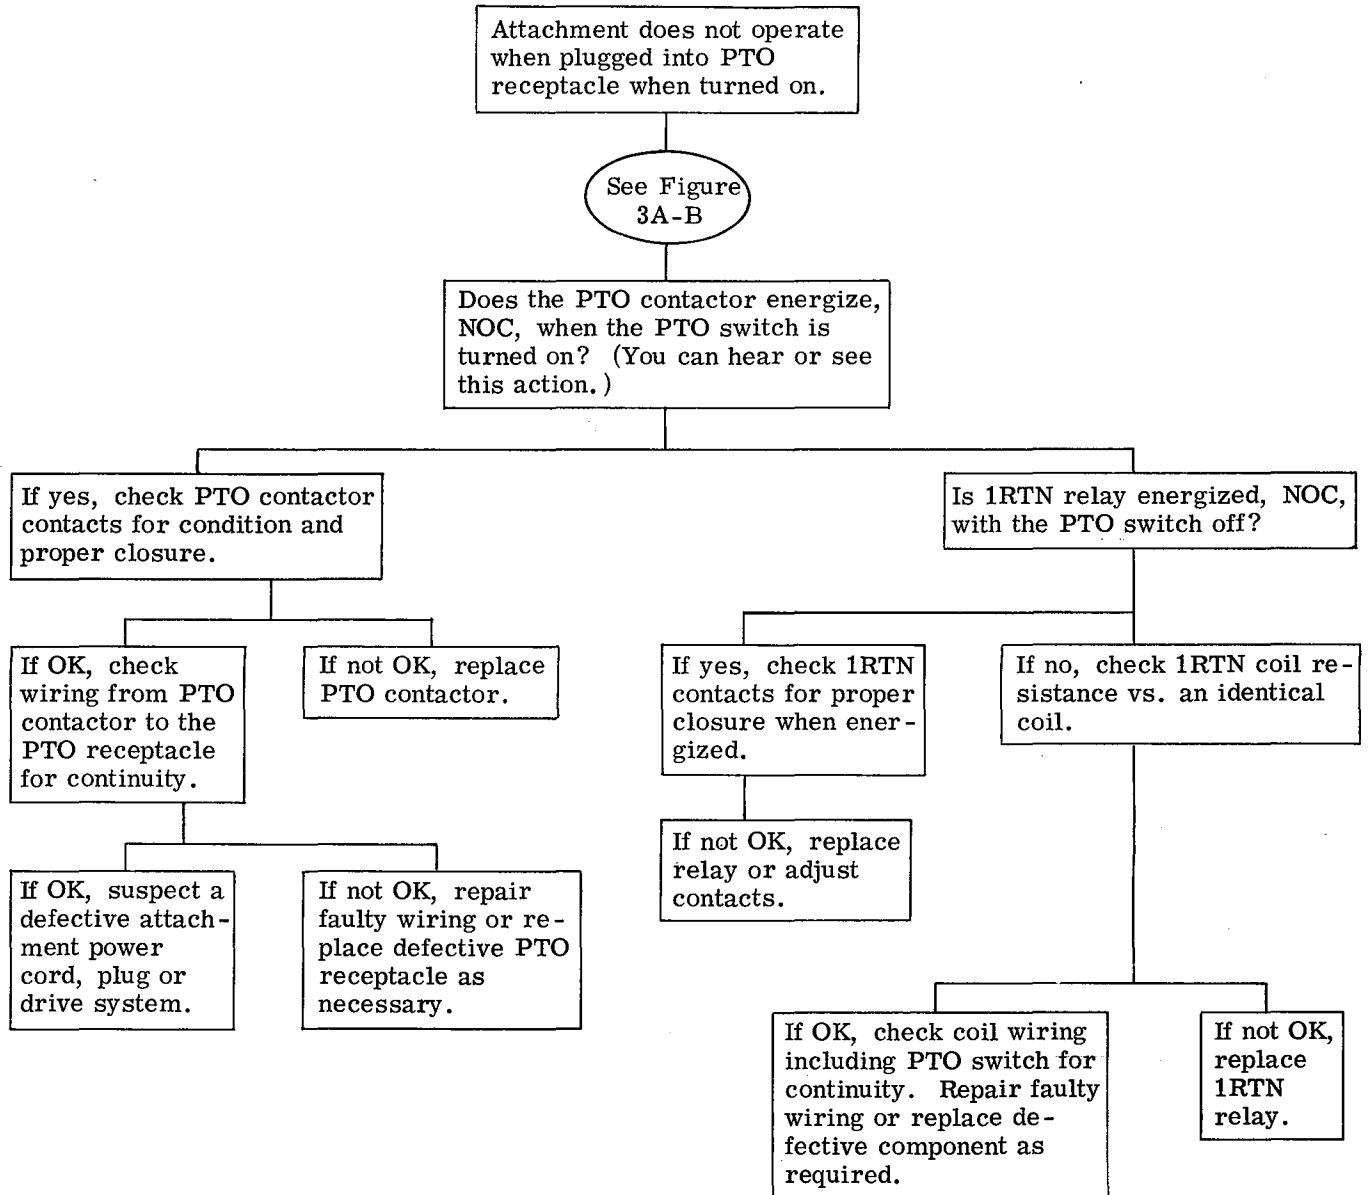 Attachment does not operate
when plugged into PTO
receptacle when turned on.
See Figure
3A-B
Does the PTO contactor energize,
NOC, when the PTO switch is
turned on? (You can hear or see
this action.)
If yes, check PTO contactor
contacts for condition and
proper closure.
Is 1RTN relay energized, NOC,
with the PTO switch off?
If OK, check
wiring from PTO
contactor to the
PTO receptacle
for continuity.
If not OK, replace
PTO contactor.
If yes, check 1RTN
contacts for proper
closure when ener-
gized.
If no, check 1RTN coil re-
sistance vs. an identical
coil.
If not OK, replace
relay or adjust
contacts.
If OK, suspect a
defective attach-
ment power
cord, plug or
drive system.
If not OK, repair
faulty wiring or re-
place defective PTO
receptacle as
necessary.
If OK, check coil wiring
including PTO switch for
continuity. Repair faulty
wiring or replace de-
fective component as
required.
If not OK,
replace
1RTN
relay.